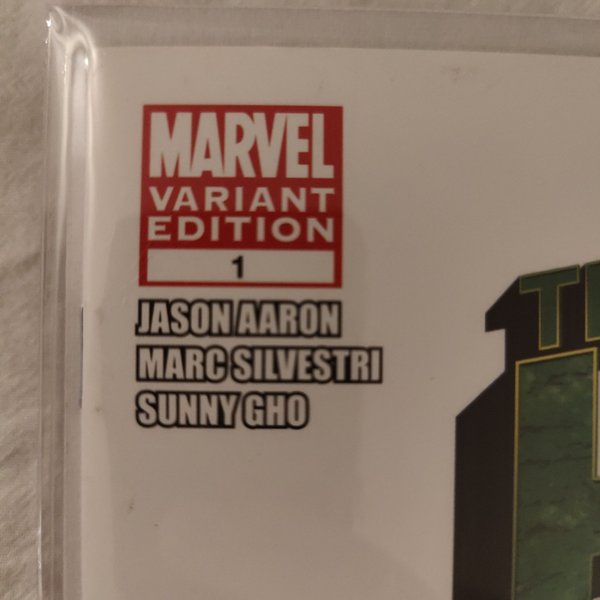 MARVEL
VARIANT
EDITION
1
JASON AARON
MARC SILVESTRI
SUNNY GHO